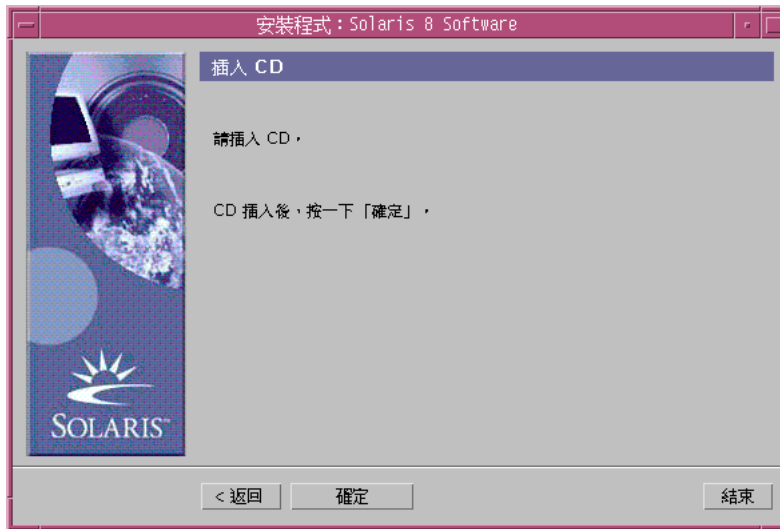 安裝程式：Solaris 8 Software
插入 CD
請插入 CD，
CD 插入後，按一下「確定」，
SOLARIS™
< 返回
確定
結束